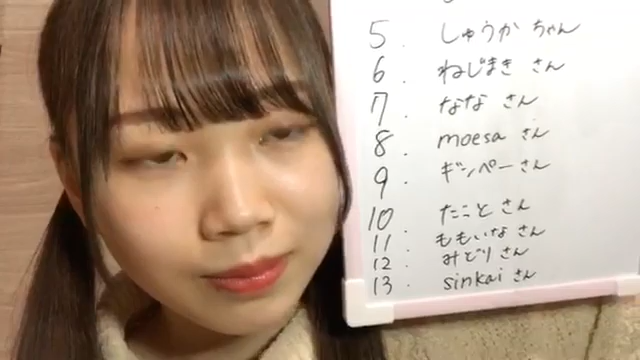 5. しゅうか ちゃん
6. ねじまき さん
7. なな さん
8. moesa さん
9. ギンペー さん
10. たこと さん
11. ももいな さん
12. みどり さん
13. sinkai さん